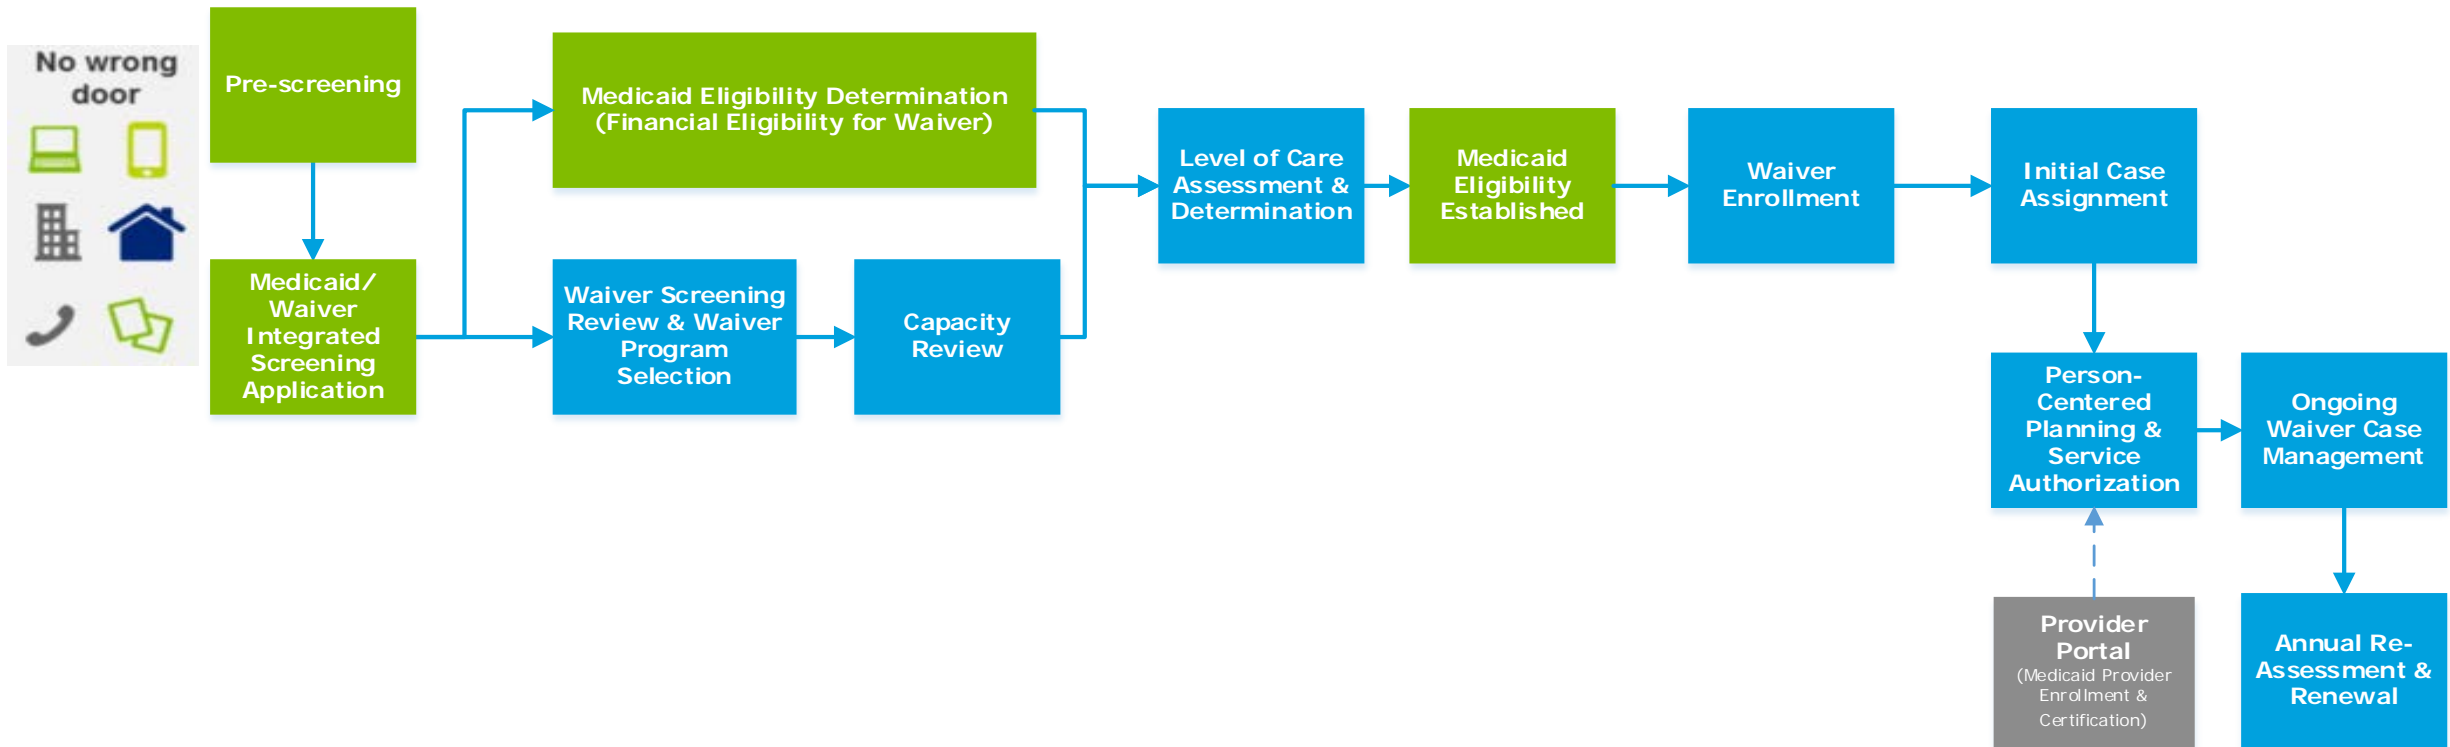 No wrong
door
Pre-screening
Medicaid/
Waiver
Integrated
Screening
Application
Medicaid Eligibility Determination
(Financial Eligibility for Waiver)
Waiver Screening
Review & Waiver
Program
Selection
Capacity
Review
Level of Care
Assessment &
Determination
Medicaid
Eligibility
Established
Waiver
Enrollment
Initial Case
Assignment
Person-
Centered
Planning &
Service
Authorization
Ongoing
Waiver Case
Management
Provider
Portal
(Medicaid Provider
Enrollment &
Certification)
Annual Re-
Assessment &
Renewal